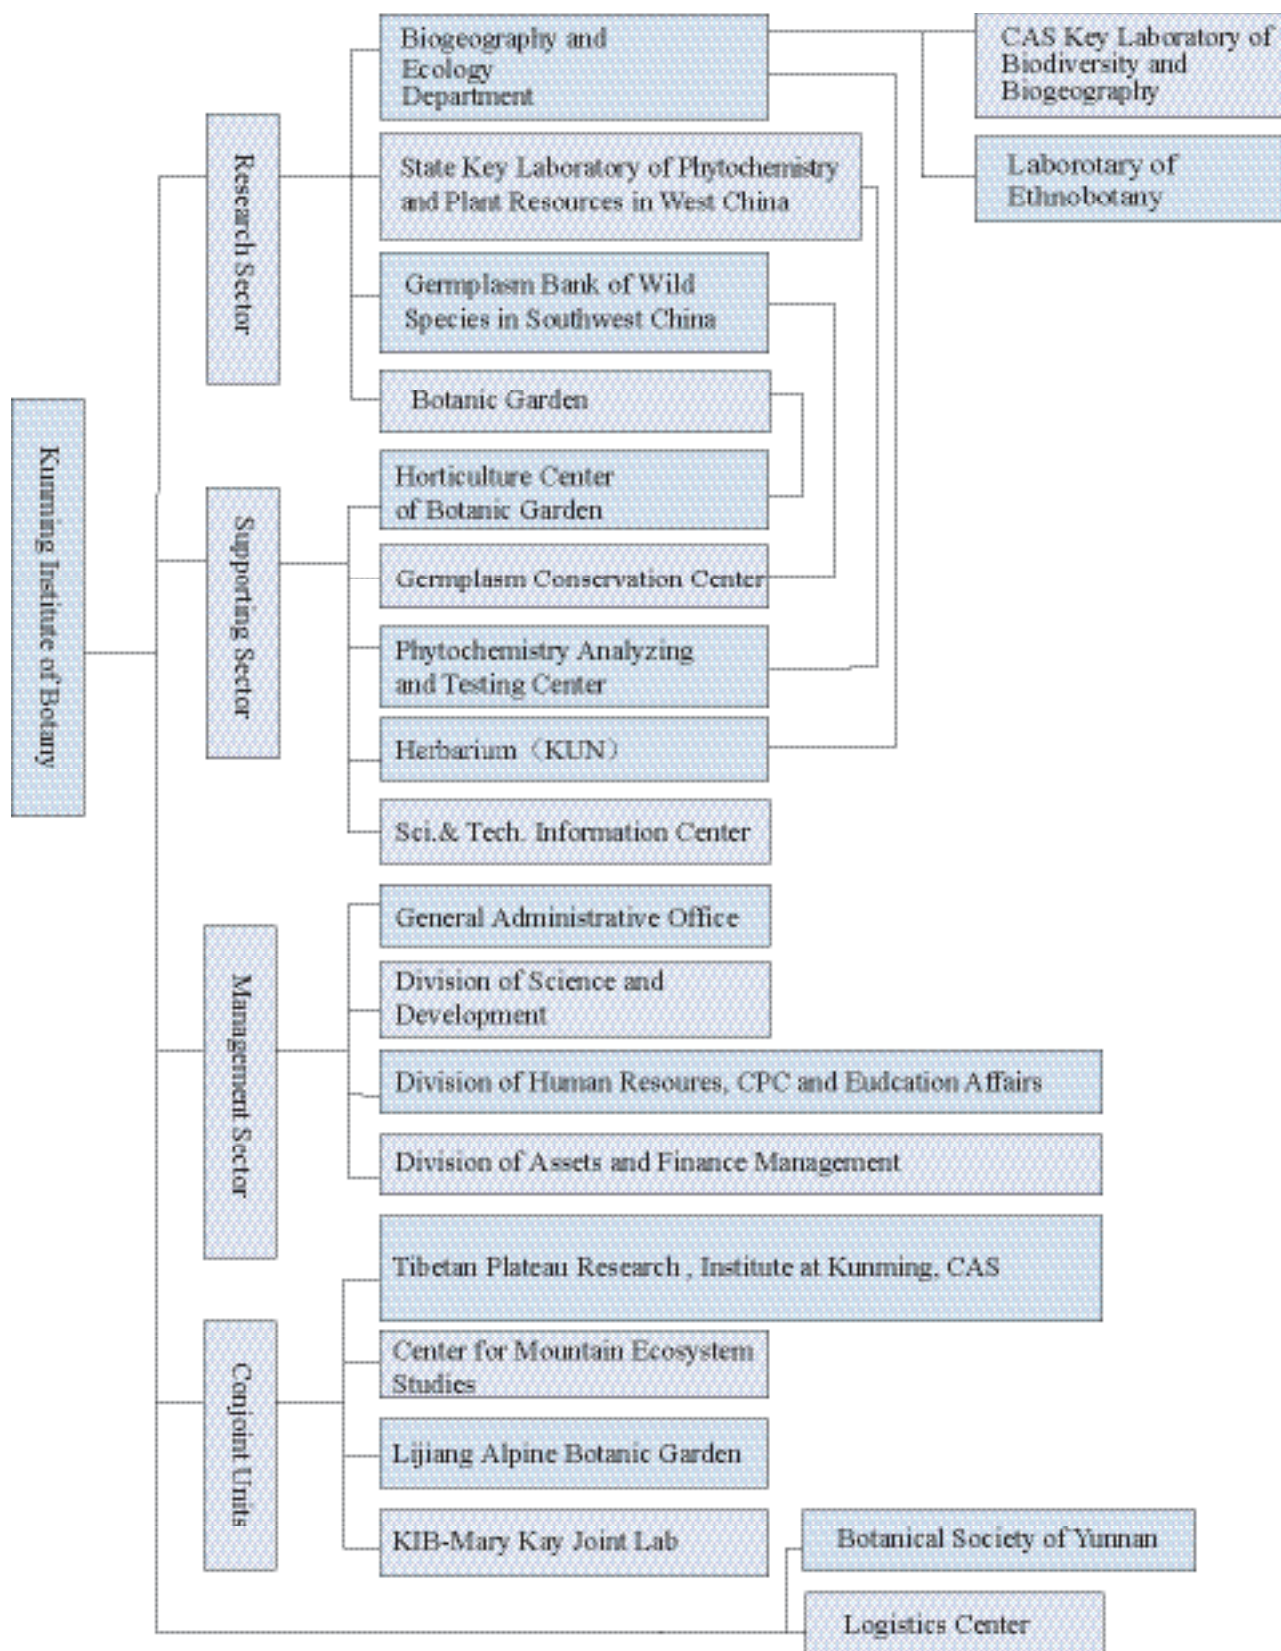 Kunming Institute of Botany
Research Sector
Biogeography and
Ecology
Department
CAS Key Laboratory of
Biodiversity and
Biogeography
Laborotary of
Ethnobotany
State Key Laboratory of Phytochemistry
and Plant Resources in West China
Germplasm Bank of Wild
Species in Southwest China
Botanic Garden
Supporting Sector
Horticulture Center
of Botanic Garden
Germplasm Conservation Center
Phytochemistry Analyzing
and Testing Center
Herbarium（KUN）
Sci.& Tech. Information Center
Management Sector
General Administrative Office
Division of Science and
Development
Division of Human Resoures, CPC and Eudcation Affairs
Division of Assets and Finance Management
Conjoint Units
Tibetan Plateau Research , Institute at Kunming, CAS
Center for Mountain Ecosystem
Studies
Lijiang Alpine Botanic Garden
KIB-Mary Kay Joint Lab
Botanical Society of Yunnan
Logistics Center